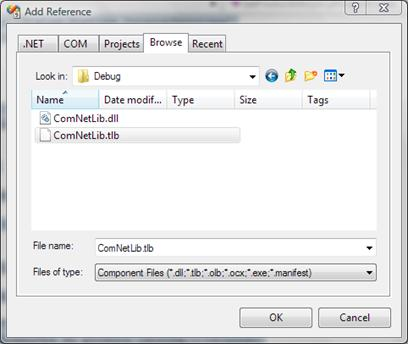 Add Reference
.NET COM Projects Browse Recent
Look in: Debug
Name Date modif... Type Size Tags
ComNetLib.dll
ComNetLib.tlb
File name: ComNetLib.tlb
Files of type: Component Files (*.dll;*.tlb;*.olb;*.ocx;*.exe;*.manifest)
OK Cancel